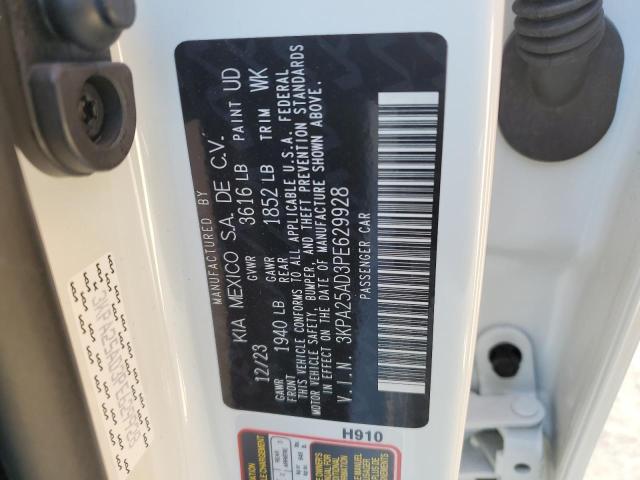 MANUFACTURED BY
KIA MEXICO S.A. DE C.V.
12/23 GVWR 3616 LB PAINT UD
GAWR FRONT 1940 LB GAWR REAR 1852 LB TRIM WK
THIS VEHICLE CONFORMS TO ALL APPLICABLE U.S.A. FEDERAL
MOTOR VEHICLE SAFETY, BUMPER, AND THEFT PREVENTION STANDARDS
IN EFFECT ON THE DATE OF MANUFACTURE SHOWN ABOVE.
V.I.N. 3KPA25AD3PE629928
PASSENGER CAR
H910